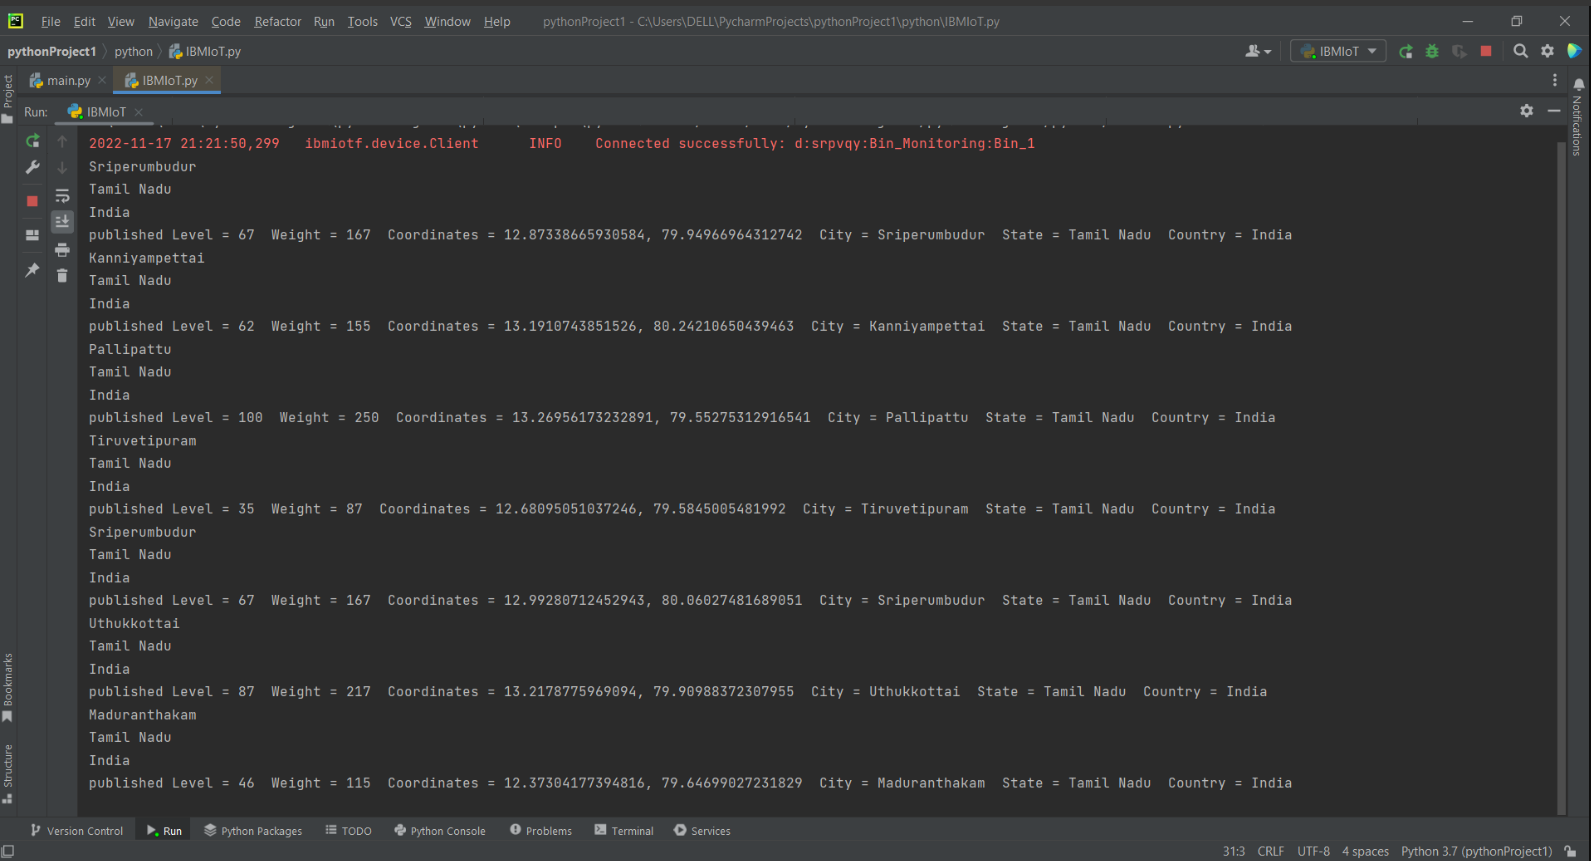 PC File Edit View Navigate Code Refactor Run Tools VCS Window Help pythonProject1 - C:\Users\DELL\PycharmProjects\pythonProject1\python\IBMIoT.py
pythonProject1 python IBMIoT.py IBMIoT
main.py IBMIoT.py
Project
Notifications
Run: IBMIoT
2022-11-17 21:21:50,299 ibmiotf.device.Client INFO Connected successfully: d:srpvqy:Bin_Monitoring:Bin_1
Sriperumbudur
Tamil Nadu
India
published Level = 67 Weight = 167 Coordinates = 12.87338665930584, 79.94966964312742 City = Sriperumbudur State = Tamil Nadu Country = India
Kanniyampettai
Tamil Nadu
India
published Level = 62 Weight = 155 Coordinates = 13.1910743851526, 80.24210650439463 City = Kanniyampettai State = Tamil Nadu Country = India
Pallipattu
Tamil Nadu
India
published Level = 100 Weight = 250 Coordinates = 13.26956173232891, 79.55275312916541 City = Pallipattu State = Tamil Nadu Country = India
Tiruvetipuram
Tamil Nadu
India
published Level = 35 Weight = 87 Coordinates = 12.68095051037246, 79.5845005481992 City = Tiruvetipuram State = Tamil Nadu Country = India
Sriperumbudur
Tamil Nadu
India
published Level = 67 Weight = 167 Coordinates = 12.99280712452943, 80.06027481689051 City = Sriperumbudur State = Tamil Nadu Country = India
Uthukkottai
Tamil Nadu
India
published Level = 87 Weight = 217 Coordinates = 13.2178775969094, 79.90988372307955 City = Uthukkottai State = Tamil Nadu Country = India
Maduranthakam
Tamil Nadu
India
published Level = 46 Weight = 115 Coordinates = 12.37304177394816, 79.64699027231829 City = Maduranthakam State = Tamil Nadu Country = India
Bookmarks
Structure
Version Control Run Python Packages TODO Python Console Problems Terminal Services
31:3 CRLF UTF-8 4 spaces Python 3.7 (pythonProject1)